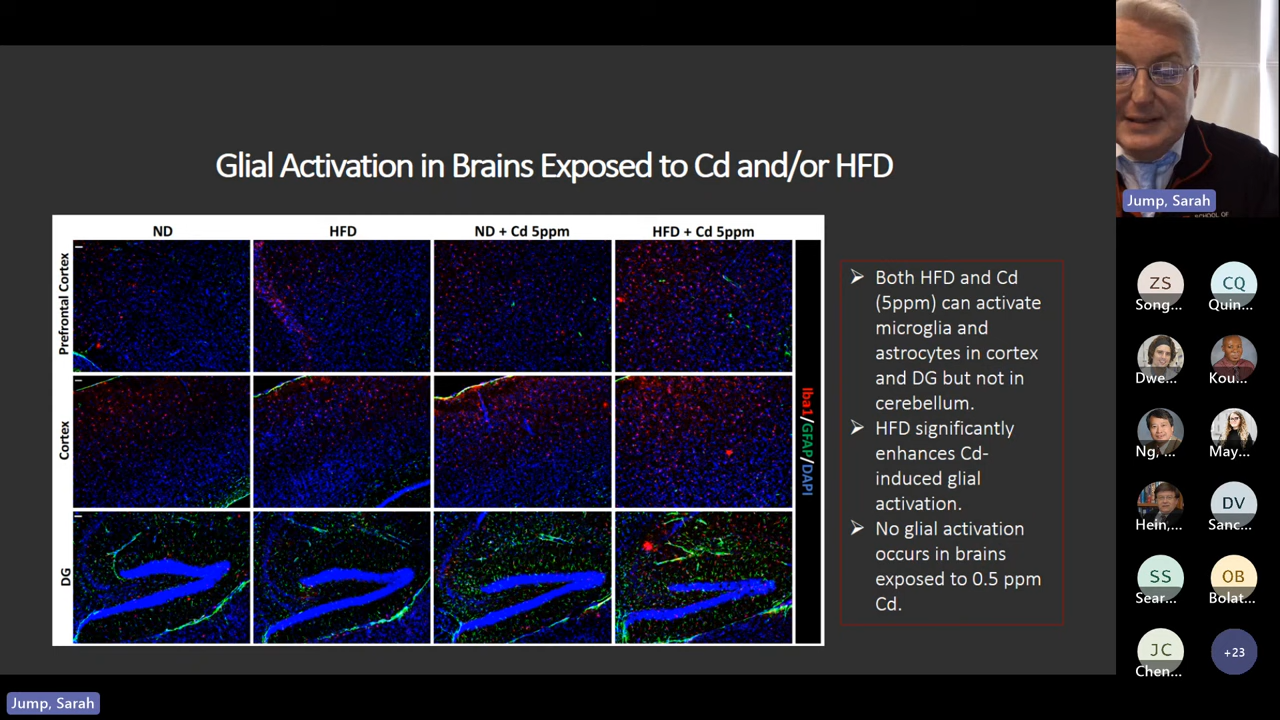 Glial Activation in Brains Exposed to Cd and/or HFD
ND
HFD
ND + Cd 5ppm
HFD + Cd 5ppm
Prefrontal Cortex
Cortex
DG
Iba1/GFAP/DAPI
Both HFD and Cd
(5ppm) can activate
microglia and
astrocytes in cortex
and DG but not in
cerebellum.
HFD significantly
enhances Cd-
induced glial
activation.
No glial activation
occurs in brains
exposed to 0.5 ppm
Cd.
Jump, Sarah
SCHOOL OF
ZS
Song...
CQ
Quin...
Dwe...
Kou...
Ng, ...
May...
Hein,...
DV
Sanc...
SS
Sear...
OB
Bolat...
JC
Chen...
+23
Jump, Sarah